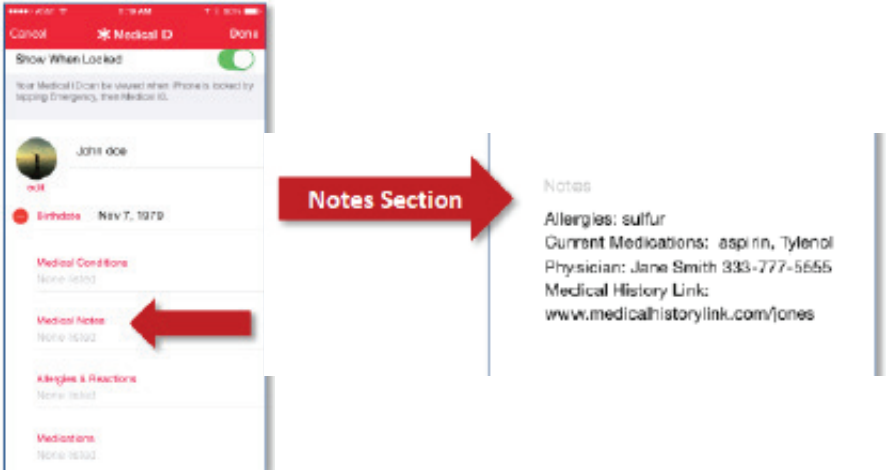 AT&T
Cancel Medical ID Done
Show When Locked
Your Medical ID can be viewed when iPhone is locked by
tapping Emergency, then Medical ID.
John doe
edit
Birthdate Nov 7, 1979
Medical Conditions
None listed
Medical Notes
None listed
Allergies & Reactions
None listed
Medications
None listed
Notes Section
Notes
Allergies: sulfur
Current Medications: aspirin, Tylenol
Physician: Jane Smith 333-777-5555
Medical History Link:
www.medicalhistorylink.com/jones